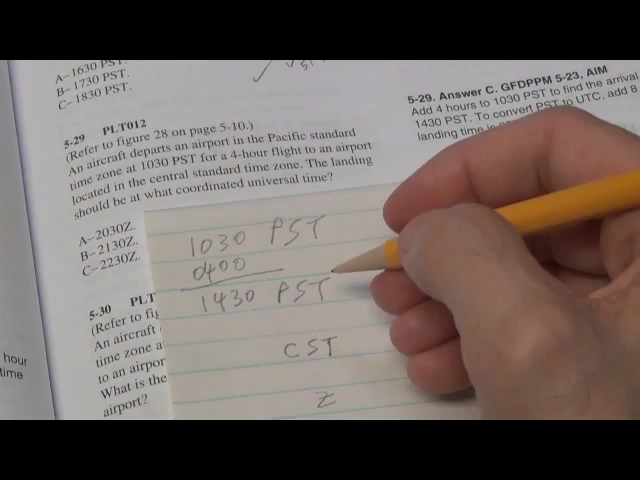 A–1630 PST.
B–1730 PST.
C–1830 PST.
5-29 PLT012
(Refer to figure 28 on page 5-10.)
An aircraft departs an airport in the Pacific standard
time zone at 1030 PST for a 4-hour flight to an airport
located in the central standard time zone. The landing
should be at what coordinated universal time?
A–2030Z.
B–2130Z.
C–2230Z.
5-30 PLT
(Refer to fig
An aircraft
time zone a
to an airpor
What is the
airport?
hour
time
5-29. Answer C. GFDPPM 5-23, AIM
Add 4 hours to 1030 PST to find the arrival
1430 PST. To convert PST to UTC, add 8
landing time is
1030 PST
0400
1430 PST
CST
Z